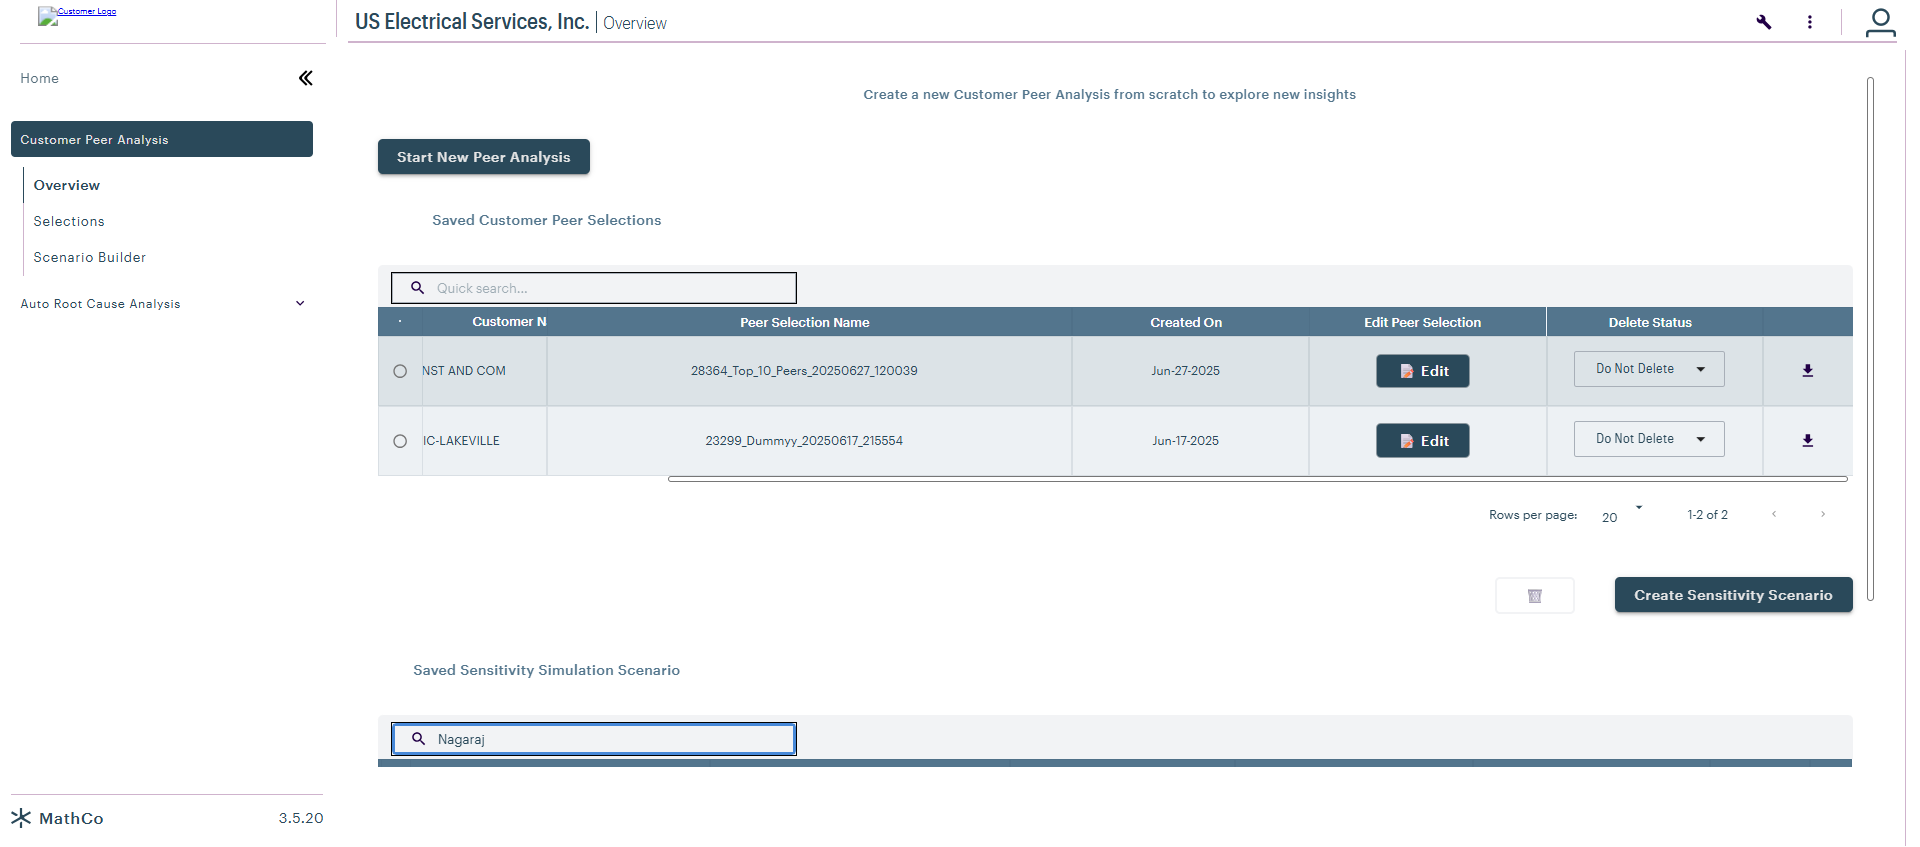 Customer Logo
US Electrical Services, Inc. | Overview
Home
Customer Peer Analysis
Overview
Selections
Scenario Builder
Auto Root Cause Analysis
MathCo 3.5.20
Create a new Customer Peer Analysis from scratch to explore new insights
Start New Peer Analysis
Saved Customer Peer Selections
Quick search...
Customer N Peer Selection Name Created On Edit Peer Selection Delete Status
NST AND COM 28364_Top_10_Peers_20250627_120039 Jun-27-2025 Edit Do Not Delete
IC-LAKEVILLE 23299_Dummyy_20250617_215554 Jun-17-2025 Edit Do Not Delete
Rows per page: 20 1-2 of 2
Create Sensitivity Scenario
Saved Sensitivity Simulation Scenario
Nagaraj